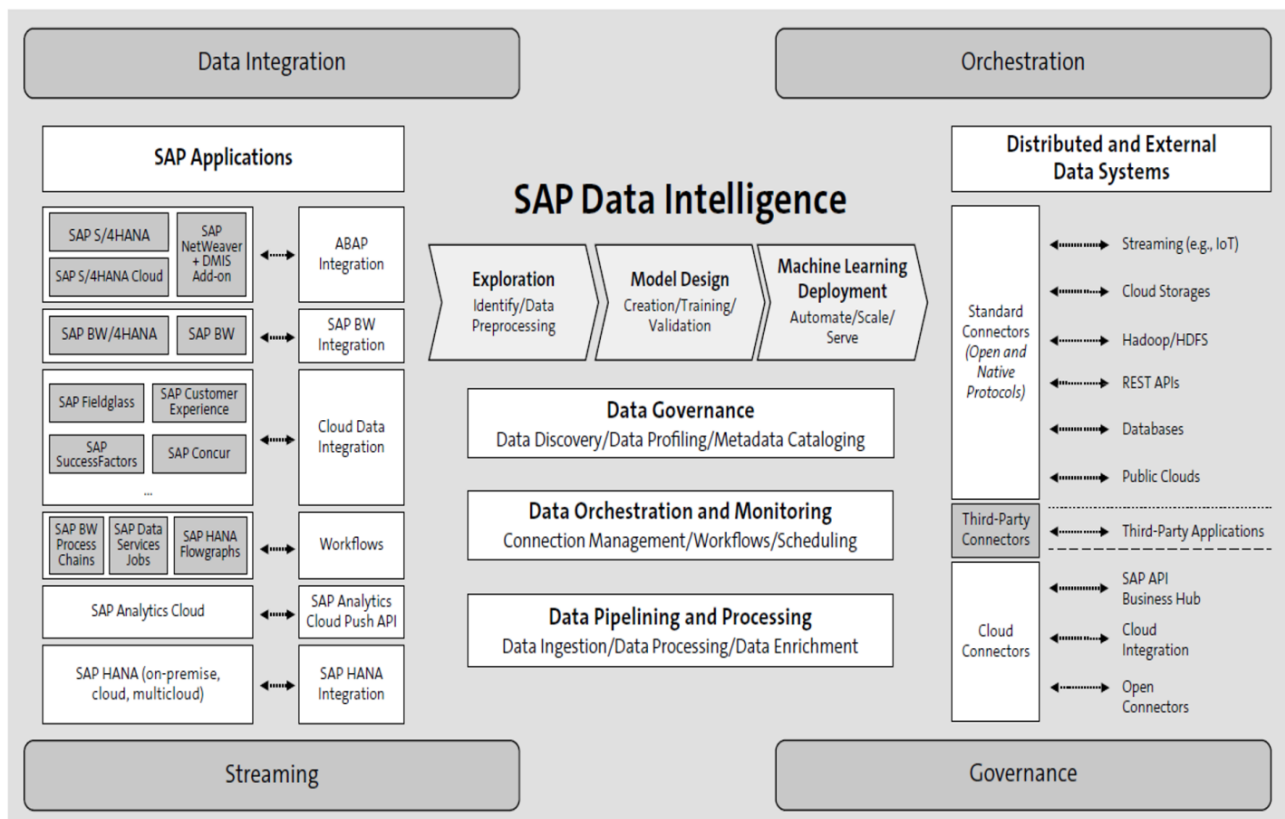 Data Integration
Orchestration
SAP Applications
SAP S/4HANA
SAP S/4HANA Cloud
SAP
NetWeaver
+ DMIS
Add-on
ABAP
Integration
SAP BW/4HANA
SAP BW
SAP BW
Integration
SAP Fieldglass
SAP Customer
Experience
SAP
SuccessFactors
SAP Concur
...
Cloud Data
Integration
SAP BW
Process
Chains
SAP Data
Services
Jobs
SAP HANA
Flowgraphs
Workflows
SAP Analytics Cloud
SAP Analytics
Cloud Push API
SAP HANA (on-premise,
cloud, multicloud)
SAP HANA
Integration
SAP Data Intelligence
Exploration
Identify/Data
Preprocessing
Model Design
Creation/Training/
Validation
Machine Learning
Deployment
Automate/Scale/
Serve
Data Governance
Data Discovery/Data Profiling/Metadata Cataloging
Data Orchestration and Monitoring
Connection Management/Workflows/Scheduling
Data Pipelining and Processing
Data Ingestion/Data Processing/Data Enrichment
Distributed and External
Data Systems
Standard
Connectors
(Open and
Native
Protocols)
Streaming (e.g., IoT)
Cloud Storages
Hadoop/HDFS
REST APIs
Databases
Public Clouds
Third-Party
Connectors
Third-Party Applications
Cloud
Connectors
SAP API
Business Hub
Cloud
Integration
Open
Connectors
Streaming
Governance